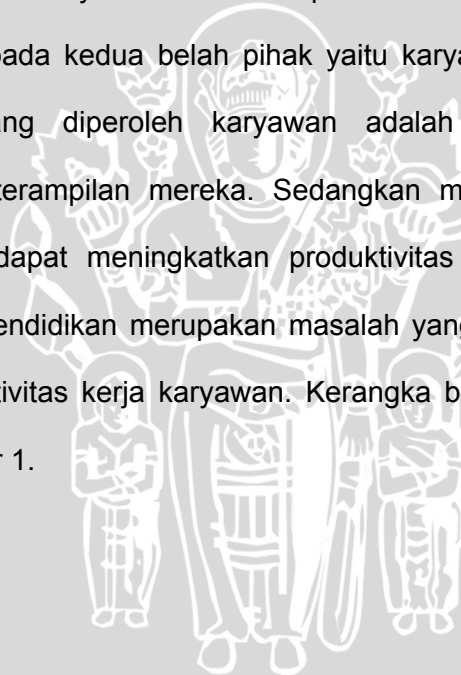 pada kedua belah pihak yaitu karya
ang diperoleh karyawan adalah
terampilan mereka. Sedangkan m
dapat meningkatkan produktivitas
endidikan merupakan masalah yang
tivitas kerja karyawan. Kerangka b
r 1.